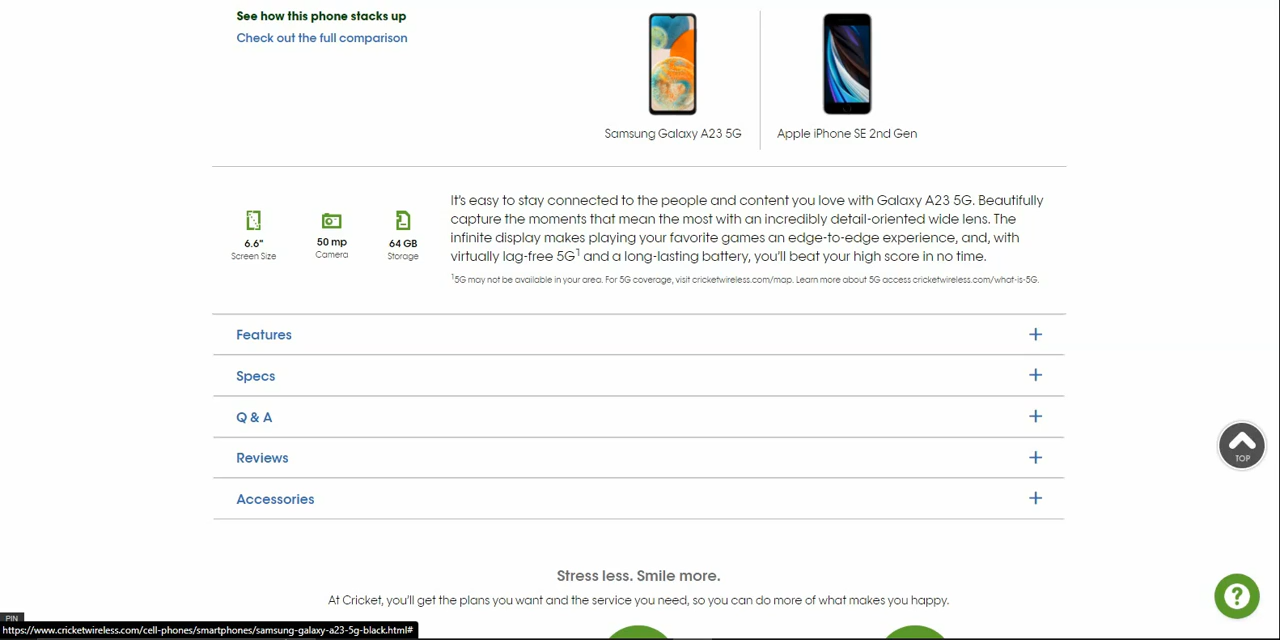 See how this phone stacks up
Check out the full comparison
Samsung Galaxy A23 5G
Apple iPhone SE 2nd Gen
6.6"
Screen Size
50 mp
Camera
64 GB
Storage
It's easy to stay connected to the people and content you love with Galaxy A23 5G. Beautifully
capture the moments that mean the most with an incredibly detail-oriented wide lens. The
infinite display makes playing your favorite games an edge-to-edge experience, and, with
virtually lag-free 5G¹ and a long-lasting battery, you'll beat your high score in no time.
¹5G may not be available in your area. For 5G coverage, visit cricketwireless.com/map. Learn more about 5G access cricketwireless.com/what-is-5G.
Features
Specs
Q & A
Reviews
Accessories
TOP
Stress less. Smile more.
At Cricket, you'll get the plans you want and the service you need, so you can do more of what makes you happy.
?
PIN
https://www.cricketwireless.com/cell-phones/smartphones/samsung-galaxy-a23-5g-black.html#